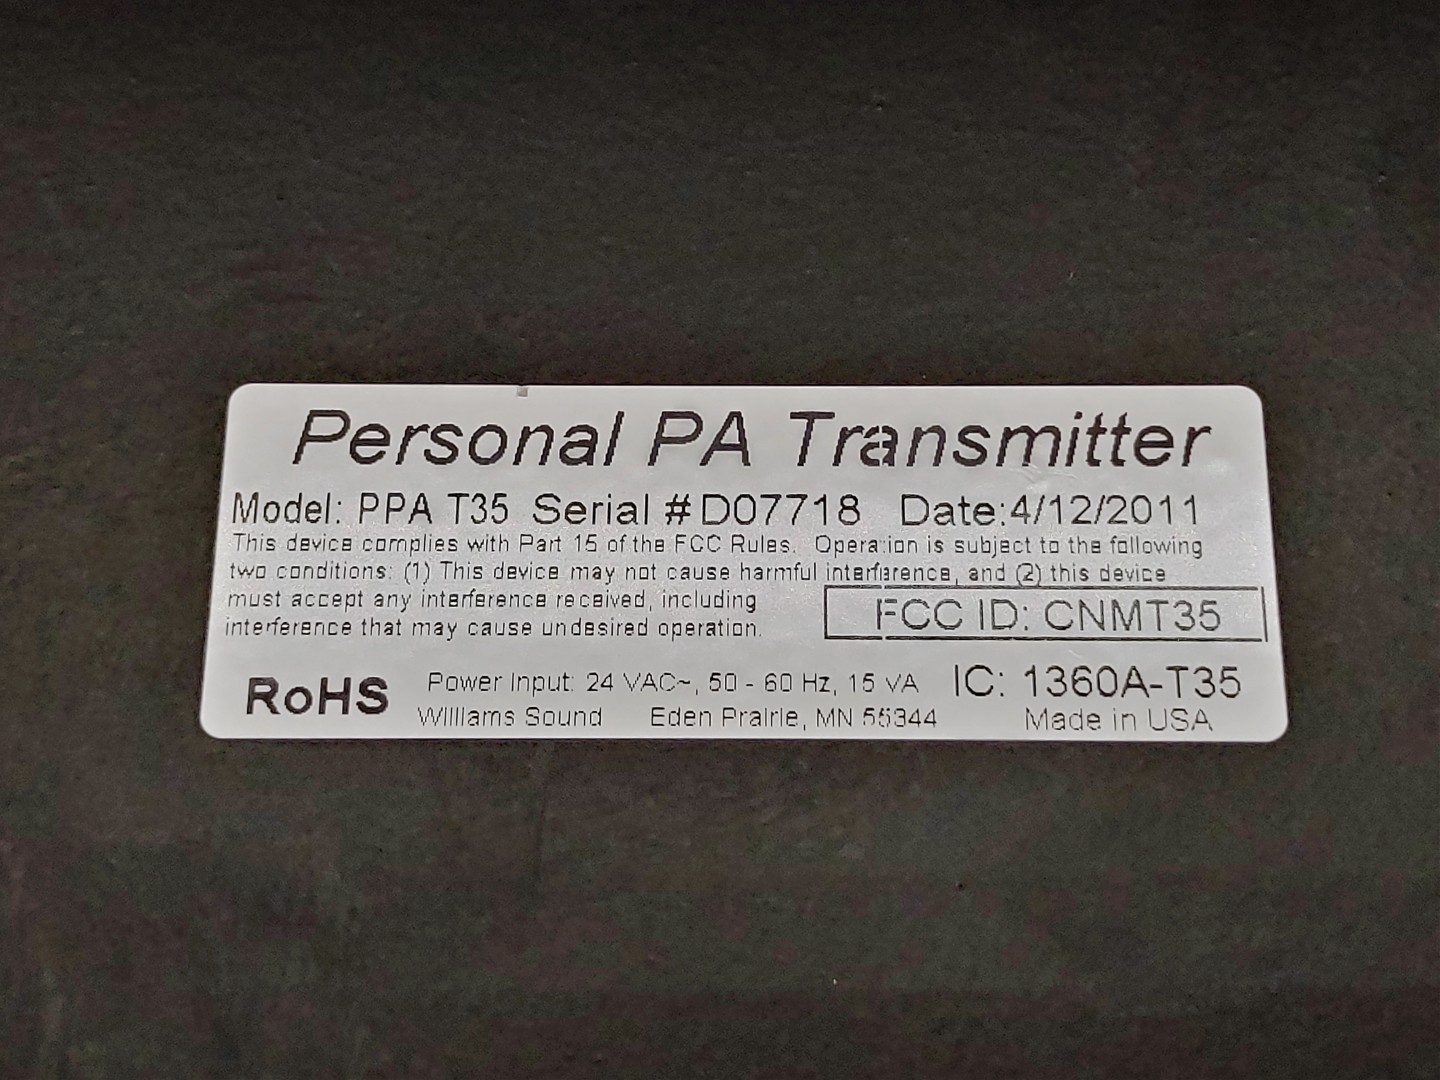 Personal PA Transmitter
Model: PPA T35 Serial #D07718 Date:4/12/2011
This device complies with Part 15 of the FCC Rules. Operation is subject to the following
two conditions: (1) This device may not cause harmful interference, and (2) this device
must accept any interference received, including
interference that may cause undesired operation.
FCC ID: CNMT35
RoHS Power Input: 24 VAC~, 50 - 60 Hz, 15 VA IC: 1360A-T35
Williams Sound Eden Prairie, MN 55344 Made in USA